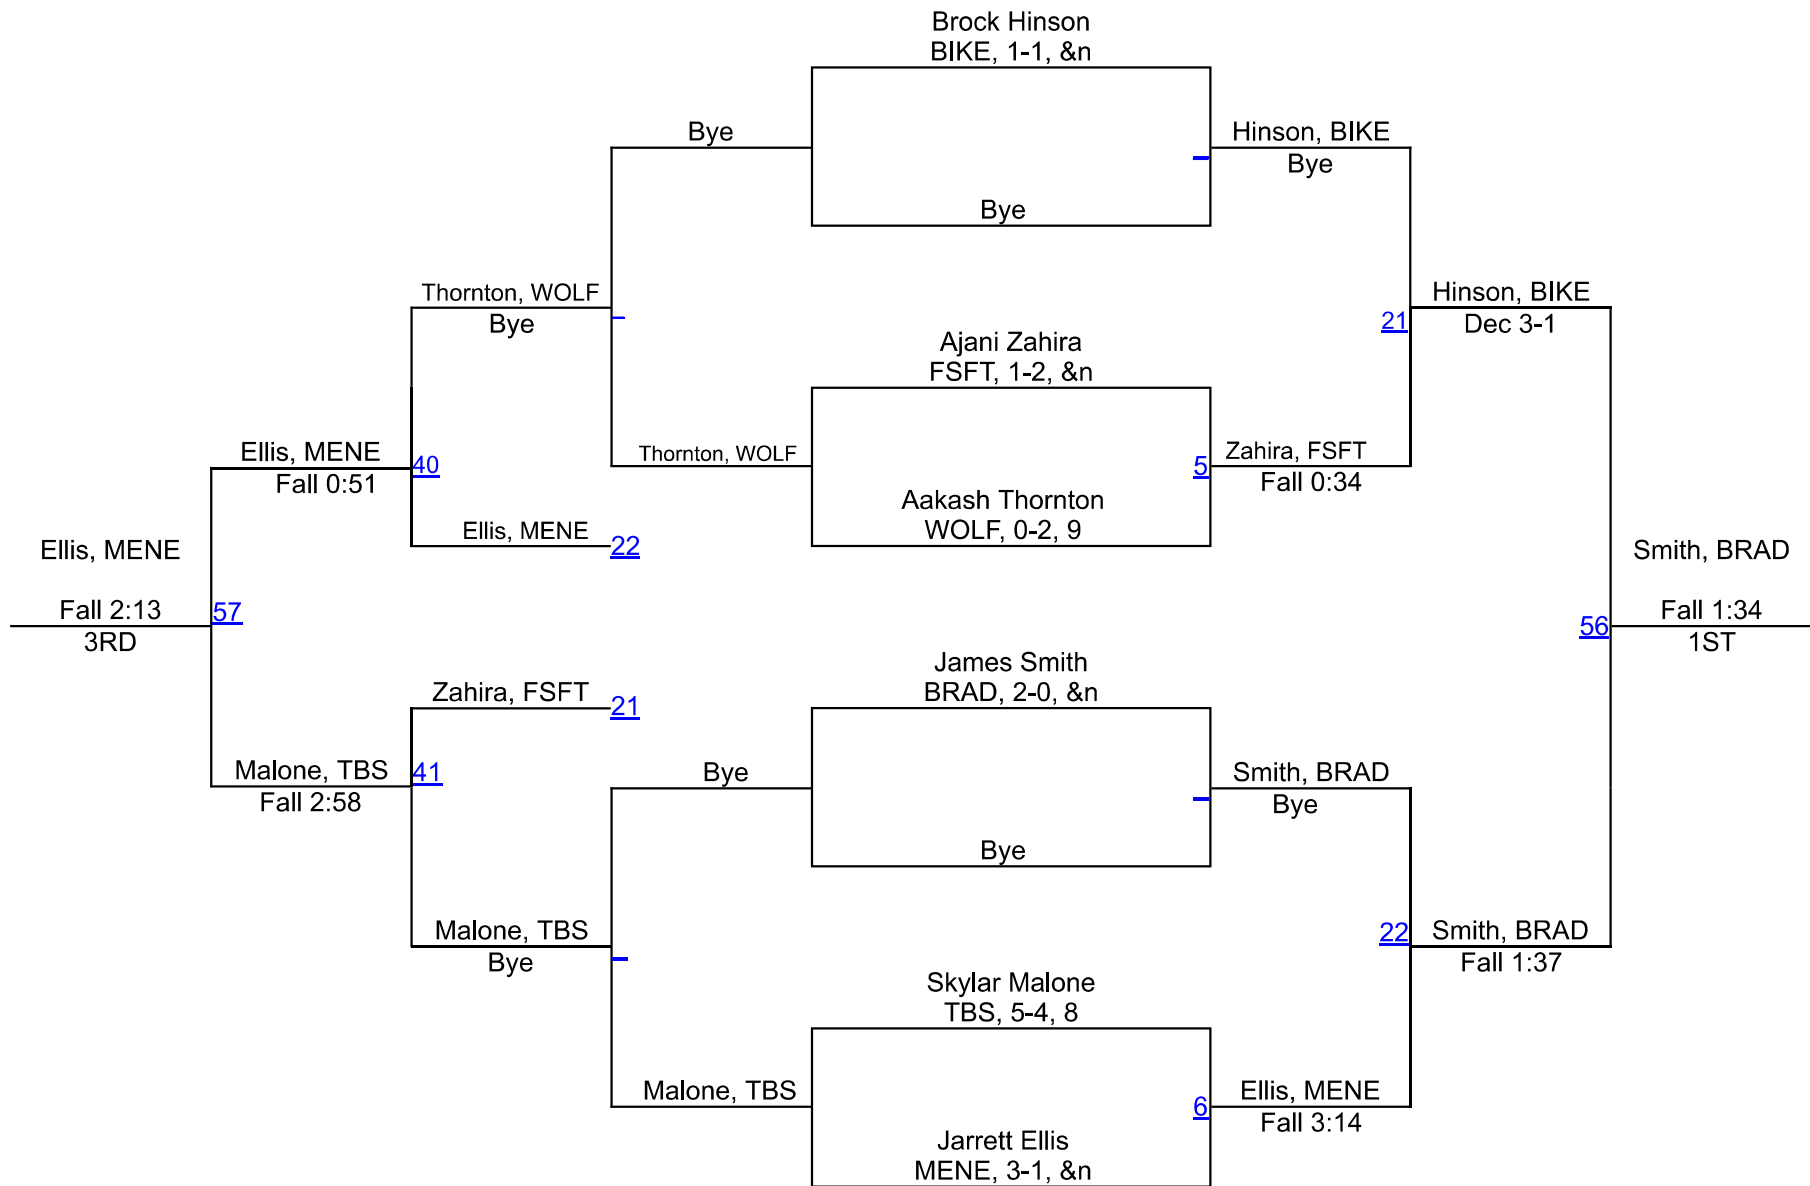 Brock Hinson
BIKE, 1-1, &n
Bye
Hinson, BIKE
Bye
Bye
Thornton, WOLF
Bye
Hinson, BIKE
21
Dec 3-1
Ajani Zahira
FSFT, 1-2, &n
Ellis, MENE
40
Fall 0:51
Thornton, WOLF
5
Zahira, FSFT
Fall 0:34
Aakash Thornton
WOLF, 0-2, 9
Ellis, MENE
22
Ellis, MENE
Smith, BRAD
Fall 2:13
57
3RD
56
Fall 1:34
1ST
James Smith
BRAD, 2-0, &n
Zahira, FSFT
21
Malone, TBS
41
Fall 2:58
Bye
Smith, BRAD
Bye
Bye
Malone, TBS
Bye
22
Smith, BRAD
Fall 1:37
Skylar Malone
TBS, 5-4, 8
Malone, TBS
6
Ellis, MENE
Fall 3:14
Jarrett Ellis
MENE, 3-1, &n